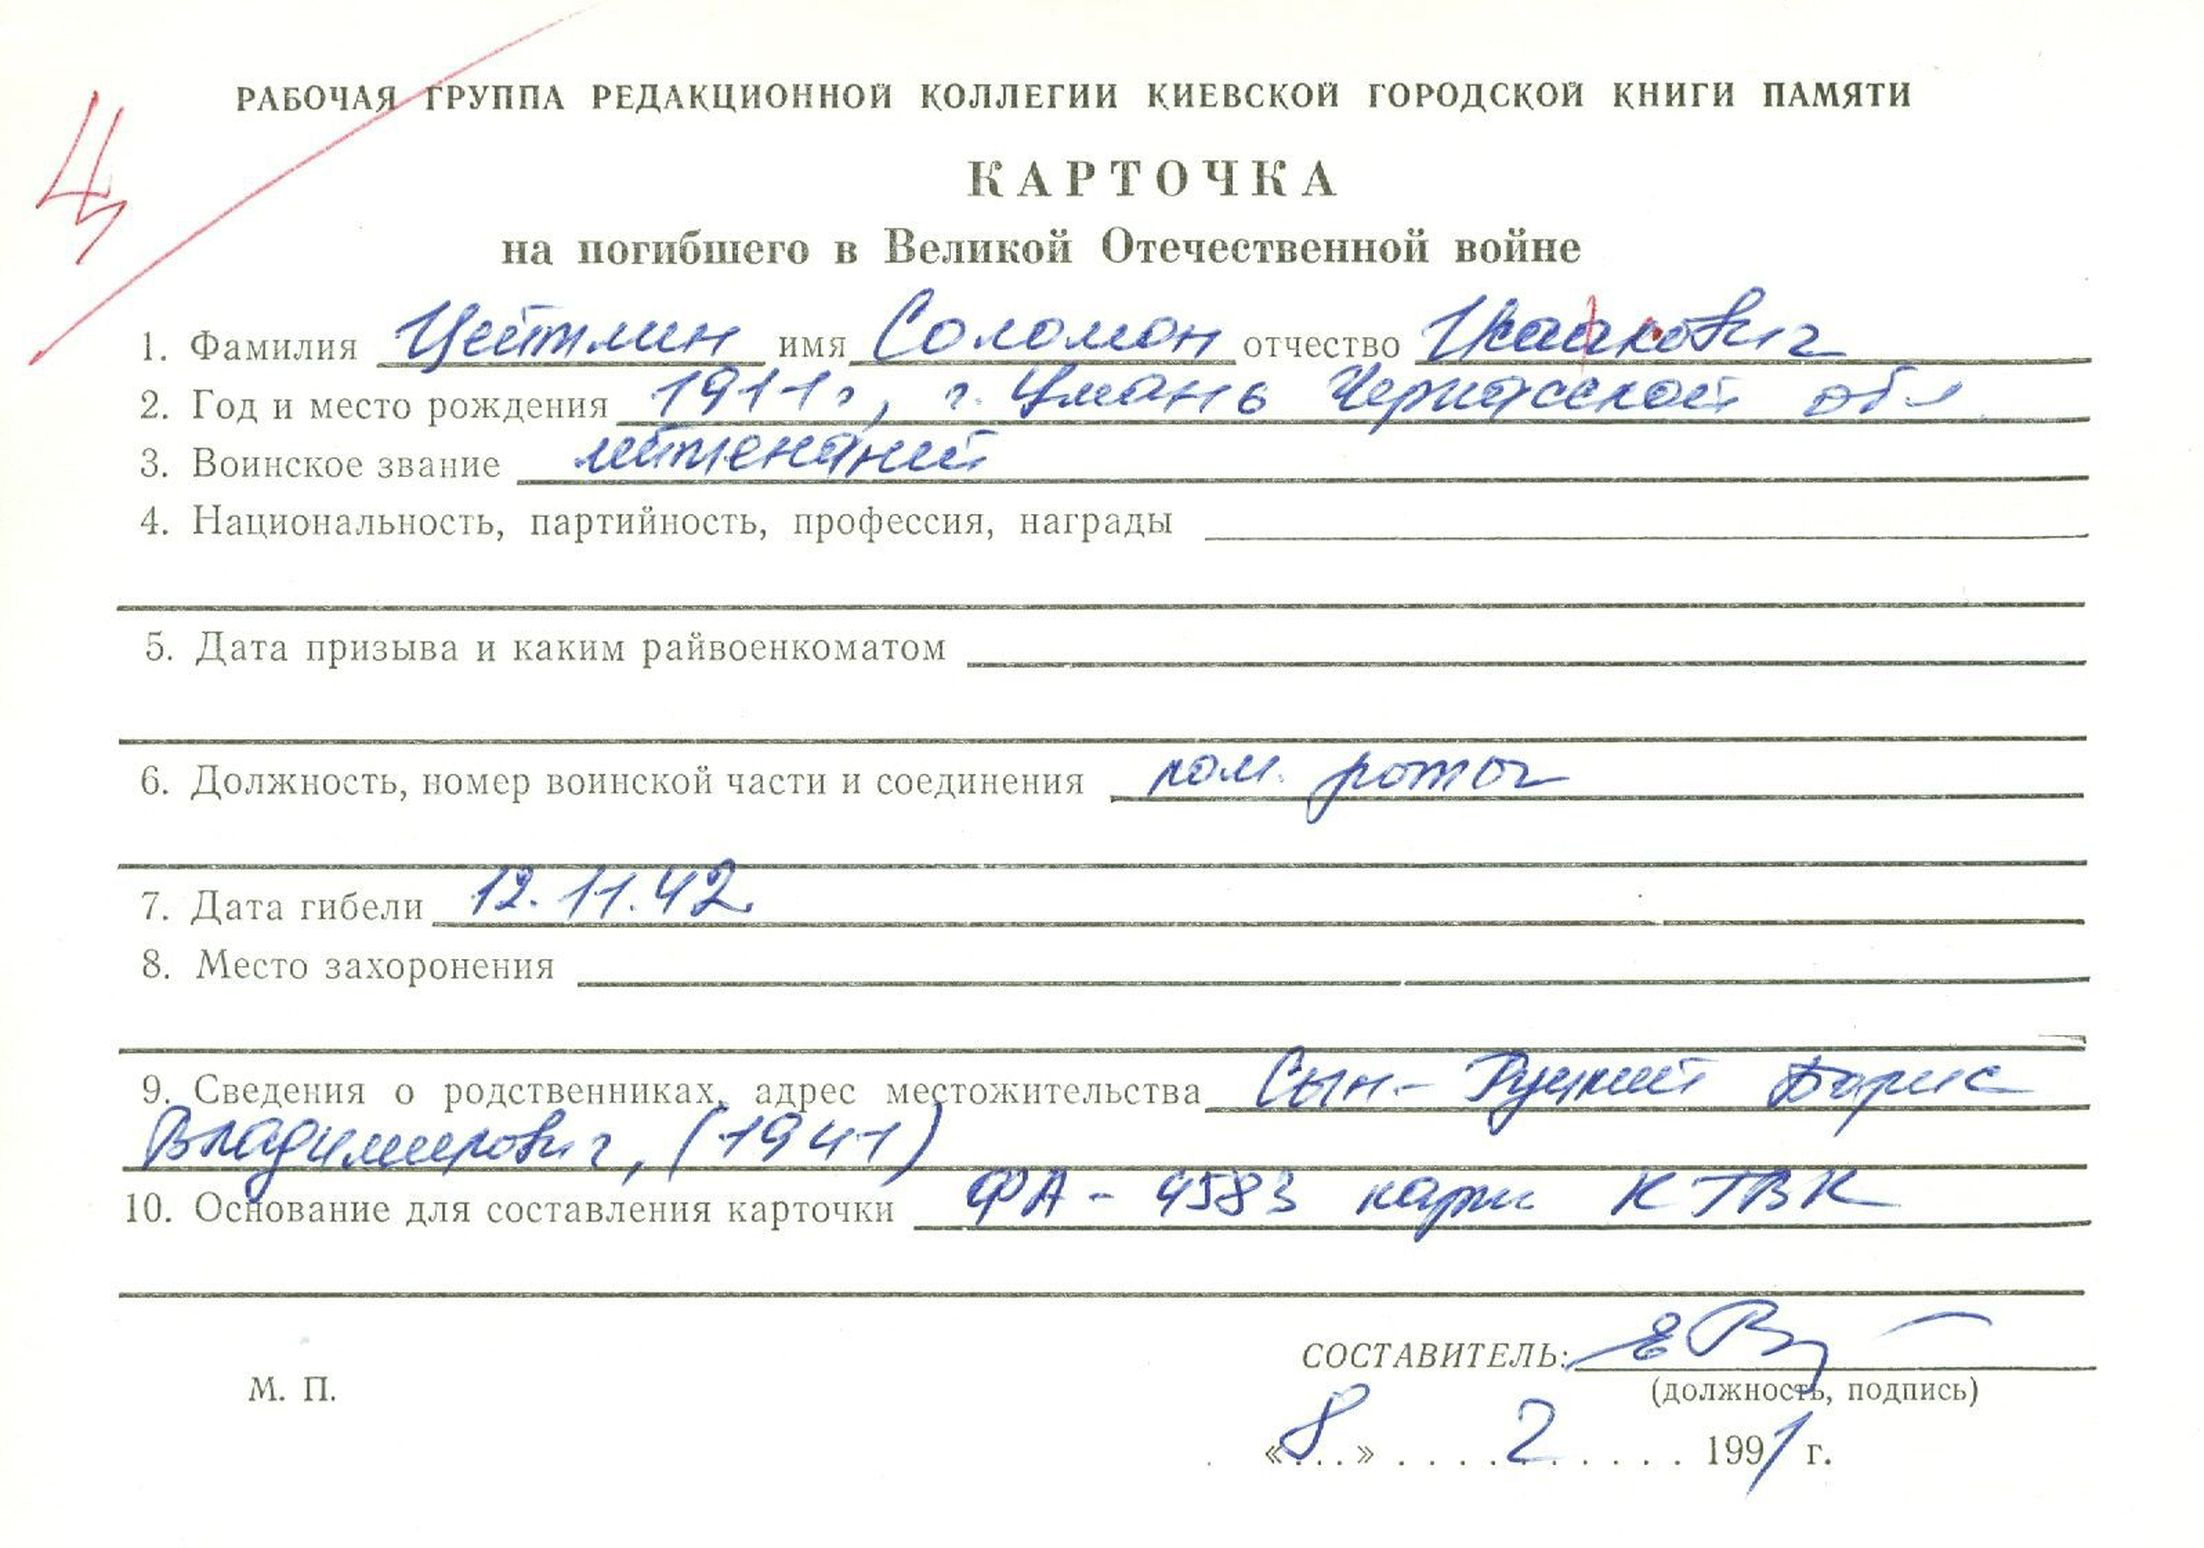 Ц
РАБОЧАЯ ГРУППА РЕДАКЦИОННОЙ КОЛЛЕГИИ КИЕВСКОЙ ГОРОДСКОЙ КНИГИ ПАМЯТИ
КАРТОЧКА
на погибшего в Великой Отечественной войне
1. Фамилия Цейтлин имя Соломон отчество Исаакович
2. Год и место рождения 1911 г, г. Умань Черкасской обл
3. Воинское звание
4. Национальность, партийность, профессия, награды
5. Дата призыва и каким райвоенкоматом
6. Должность, номер воинской части и соединения ком. роты
7. Дата гибели 12.11.42
8. Место захоронения
9. Сведения о родственниках, адрес местожительства Сын - Руцкий Борис
Владимирович, (1941)
10. Основание для составления карточки ФА - 4583 карт КГВК
СОСТАВИТЕЛЬ:
М. П. (должность, подпись)
«8» 2 1991 г.